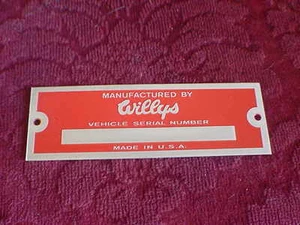 MANUFACTURED BY
Willys
VEHICLE SERIAL NUMBER
MADE IN U.S.A.